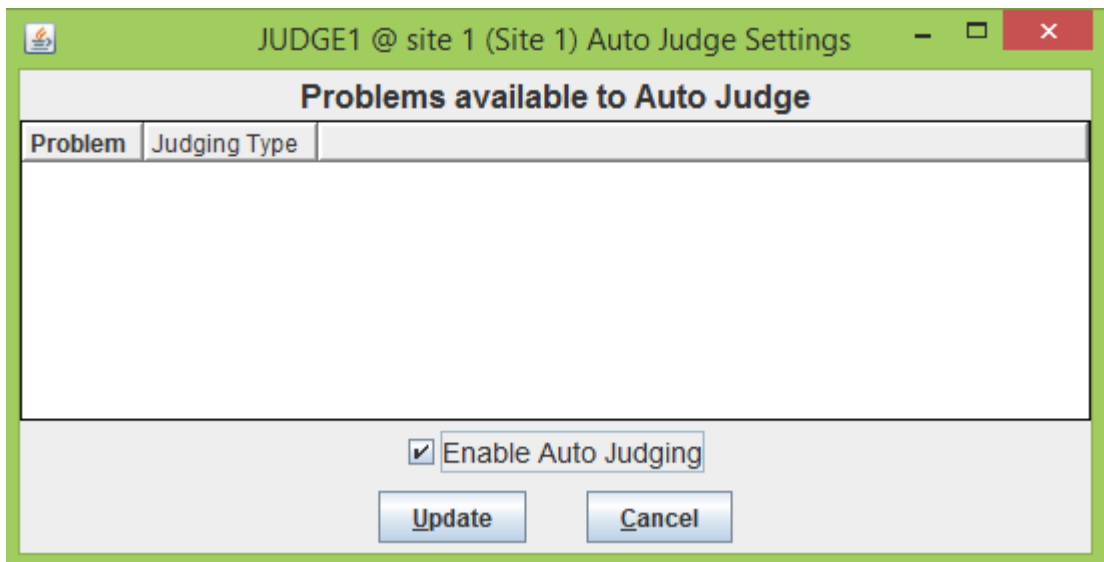 JUDGE1 @ site 1 (Site 1) Auto Judge Settings
Problems available to Auto Judge
Problem Judging Type
Enable Auto Judging
Update Cancel